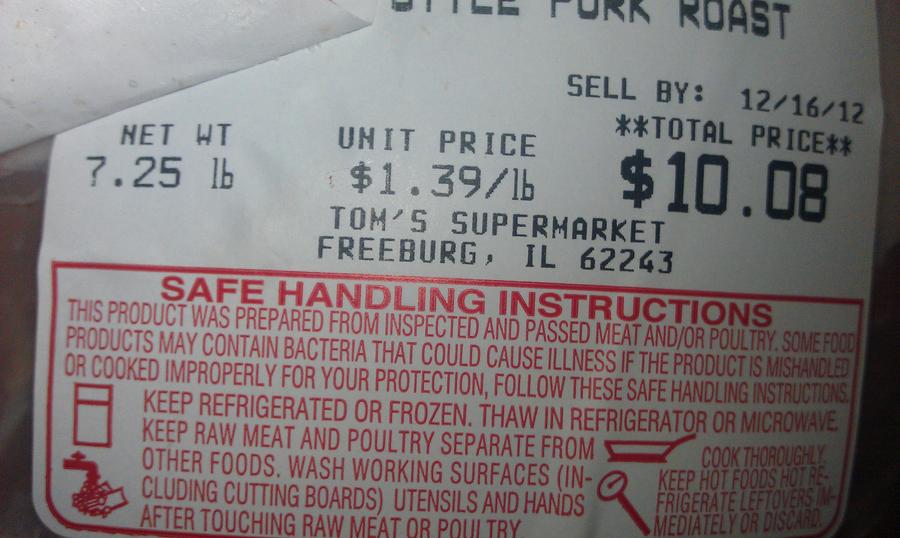 STYLE PORK ROAST
SELL BY: 12/16/12
NET WT
7.25 lb
UNIT PRICE
$1.39/lb
**TOTAL PRICE**
$10.08
TOM'S SUPERMARKET
FREEBURG, IL 62243
SAFE HANDLING INSTRUCTIONS
THIS PRODUCT WAS PREPARED FROM INSPECTED AND PASSED MEAT AND/OR POULTRY. SOME FOOD
PRODUCTS MAY CONTAIN BACTERIA THAT COULD CAUSE ILLNESS IF THE PRODUCT IS MISHANDLED
OR COOKED IMPROPERLY FOR YOUR PROTECTION, FOLLOW THESE SAFE HANDLING INSTRUCTIONS.
KEEP REFRIGERATED OR FROZEN. THAW IN REFRIGERATOR OR MICROWAVE.
KEEP RAW MEAT AND POULTRY SEPARATE FROM
OTHER FOODS. WASH WORKING SURFACES (IN-
CLUDING CUTTING BOARDS) UTENSILS AND HANDS
AFTER TOUCHING RAW MEAT OR POULTRY
COOK THOROUGHLY.
KEEP HOT FOODS HOT RE-
FRIGERATE LEFTOVERS IM-
MEDIATELY OR DISCARD.